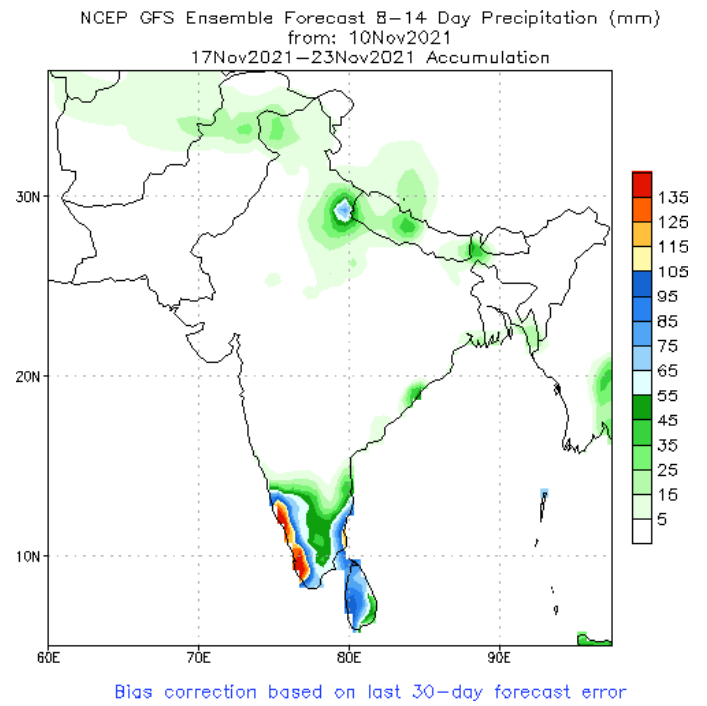 NCEP GFS Ensemble Forecast 8-14 Day Precipitation (mm)
from: 10Nov2021
17Nov2021-23Nov2021 Accumulation
30N
20N
10N
60E
70E
80E
90E
135
125
115
105
95
85
75
65
55
45
35
25
15
5
Bias correction based on last 30-day forecast error